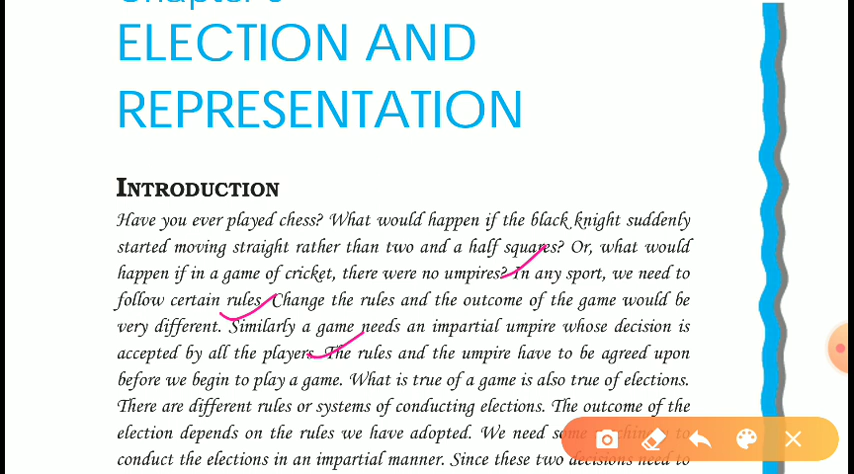 ELECTION AND
REPRESENTATION
INTRODUCTION
Have you ever played chess? What would happen if the black knight suddenly
started moving straight rather than two and a half squares? Or, what would
happen if in a game of cricket, there were no umpires? In any sport, we need to
follow certain rules. Change the rules and the outcome of the game would be
very different. Similarly a game needs an impartial umpire whose decision is
accepted by all the players. The rules and the umpire have to be agreed upon
before we begin to play a game. What is true of a game is also true of elections.
There are different rules or systems of conducting elections. The outcome of the
election depends on the rules we have adopted. We need to
conduct the elections in an impartial manner. Since these two decisions need to